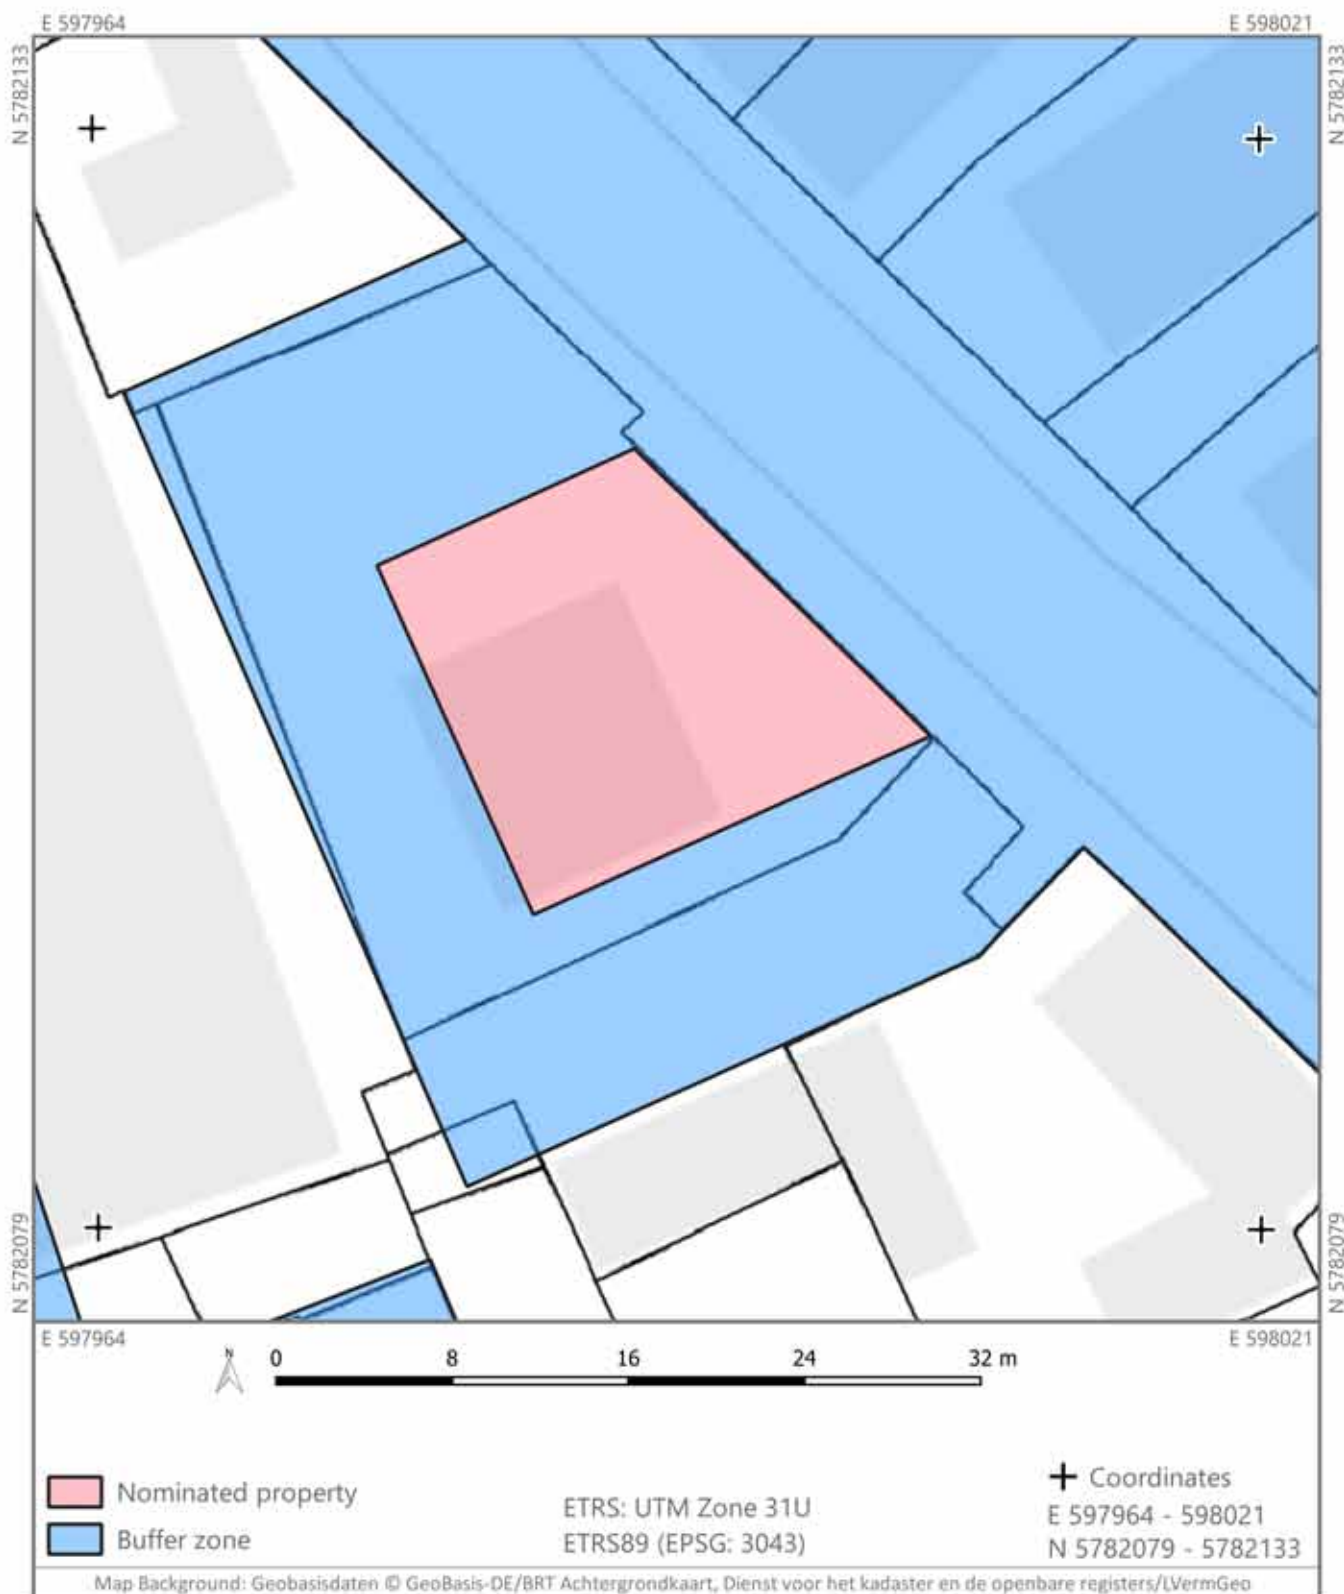 E 597964 E 598021
N 5782133 N 5782133
N 5782079 N 5782079
E 597964 E 598021
N
0 8 16 24 32 m
Nominated property
Buffer zone
ETRS: UTM Zone 31U
ETRS89 (EPSG: 3043)
Coordinates
E 597964 - 598021
N 5782079 - 5782133
Map Background: Geobasisdaten © GeoBasis-DE/BRT Achtergrondkaart, Dienst voor het kadaster en de openbare registers/LVermGeo